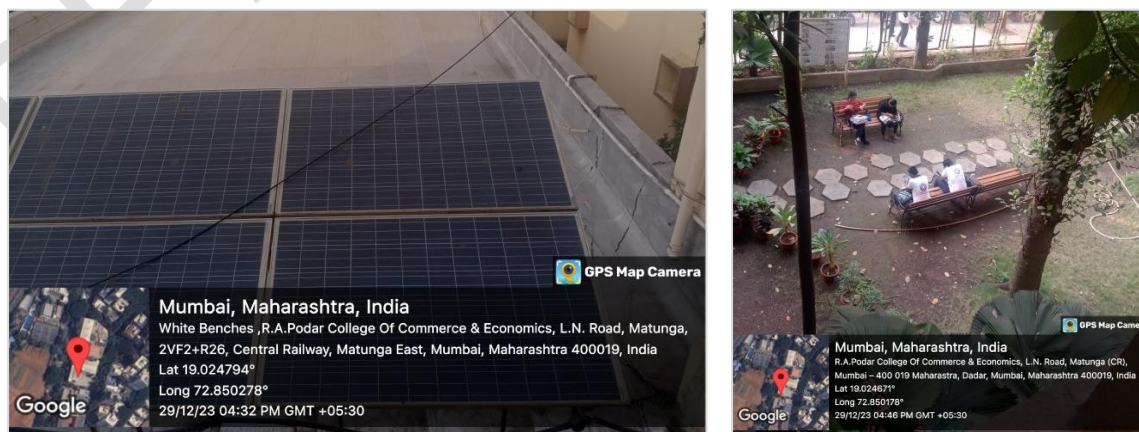 GPS Map Camera
Mumbai, Maharashtra, India
White Benches ,R.A.Podar College Of Commerce & Economics, L.N. Road, Matunga,
2VF2+R26, Central Railway, Matunga East, Mumbai, Maharashtra 400019, India
Lat 19.024794°
Long 72.850278°
29/12/23 04:32 PM GMT +05:30
Google
GPS Map Came
Mumbai, Maharashtra, India
R.A.Podar College Of Commerce & Economics, L.N. Road, Matunga (CR),
Mumbai – 400 019 Maharastra, Dadar, Mumbai, Maharashtra 400019, India
Lat 19.024671°
Long 72.850178°
29/12/23 04:46 PM GMT +05:30
Google